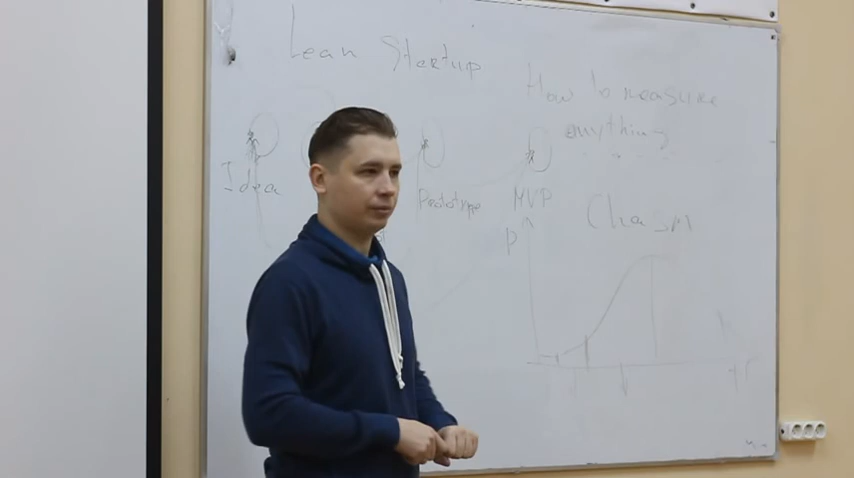 Lean Startup
How to measure
anything
Idea
Prototype
MVP
Chasm
P